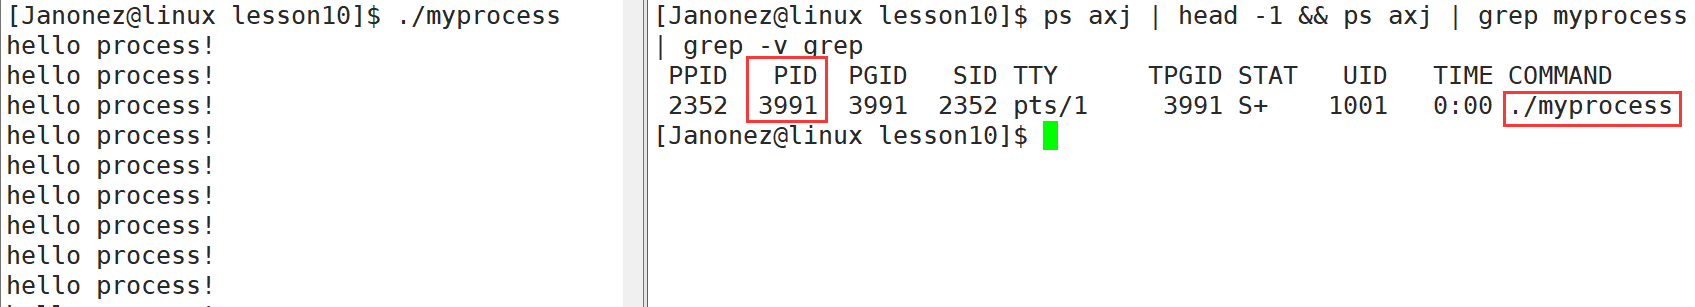 [Janonez@linux lesson10]$ ./myprocess
hello process!
hello process!
hello process!
hello process!
hello process!
hello process!
hello process!
hello process!
hello process!
[Janonez@linux lesson10]$ ps axj | head -1 && ps axj | grep myprocess
| grep -v grep
PPID PID PGID SID TTY TPGID STAT UID TIME COMMAND
2352 3991 3991 2352 pts/1 3991 S+ 1001 0:00 ./myprocess
[Janonez@linux lesson10]$